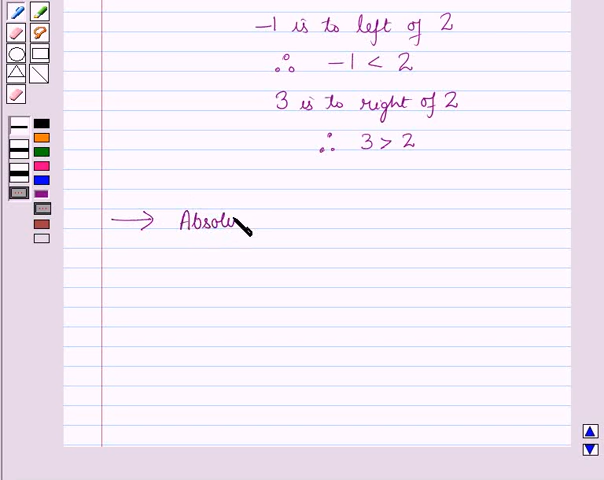 -1 is to left of 2
∴ -1 < 2
3 is to right of 2
∴ 3 > 2
→ Absolu